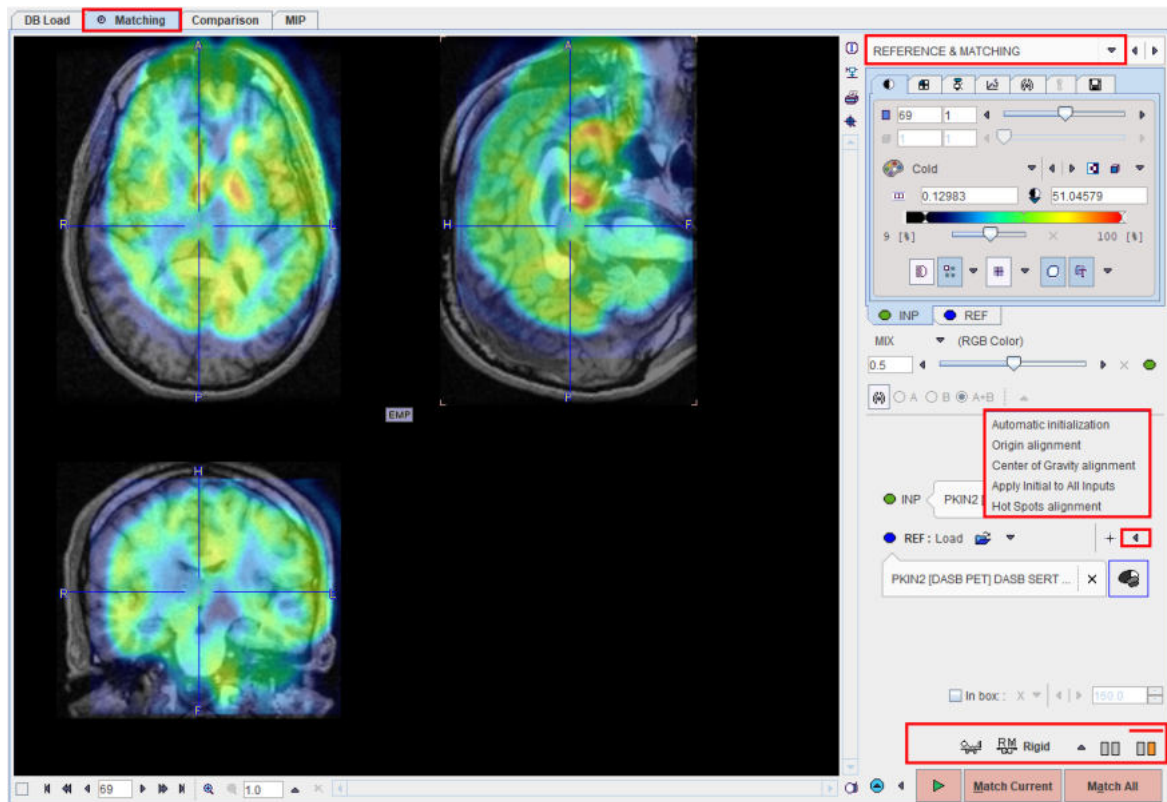 DB Load Matching Comparison MIP
A
R
L
P
A
H
F
P
EMP
H
R
L
F
69 1.0
REFERENCE & MATCHING
69 1
1 1
Cold
0.12983 51.04579
9 [%] 100 [%]
INP REF
MIX (RGB Color)
0.5
A B A+B
Automatic initialization
Origin alignment
Center of Gravity alignment
Apply Initial to All Inputs
Hot Spots alignment
INP PKIN2 [
REF : Load +
PKIN2 [DASB PET] DASB SERT ...
In box : X 150.0
RM Rigid
Match Current Match All